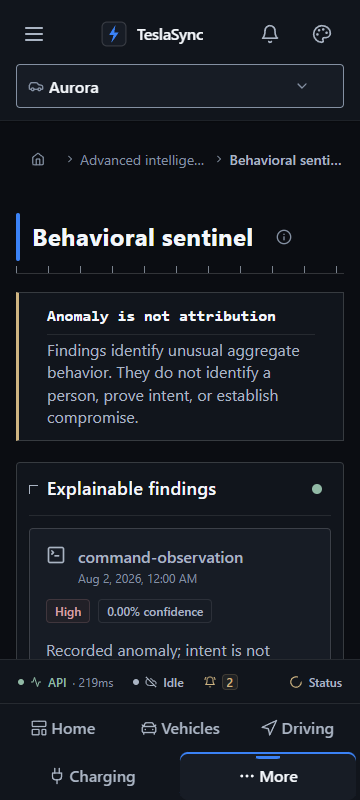 TeslaSync
Aurora
Advanced intellige... Behavioral senti...
Behavioral sentinel
Anomaly is not attribution
Findings identify unusual aggregate
behavior. They do not identify a
person, prove intent, or establish
compromise.
Explainable findings
command-observation
Aug 2, 2026, 12:00 AM
High 0.00% confidence
Recorded anomaly; intent is not
API · 219ms Idle 2 Status
Home Vehicles Driving
Charging More